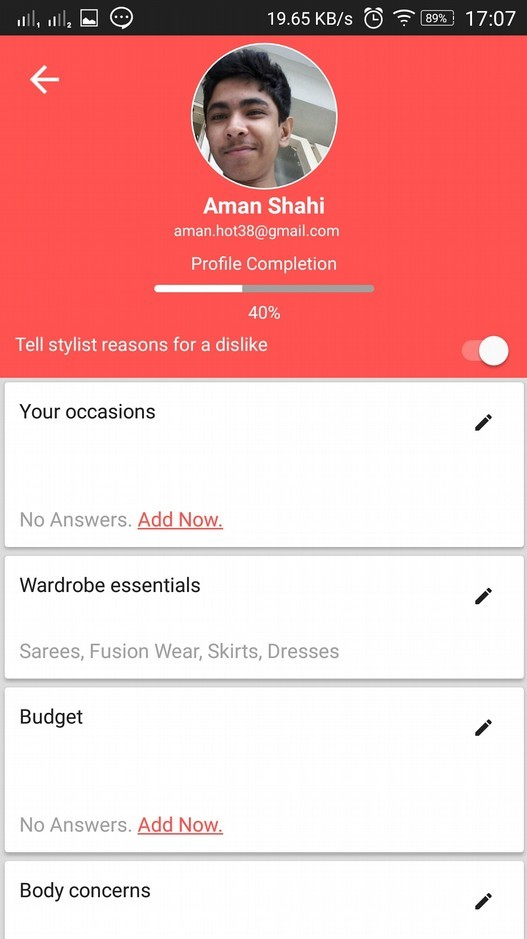 19.65 KB/s 89% 17:07
Aman Shahi
aman.hot38@gmail.com
Profile Completion
40%
Tell stylist reasons for a dislike
Your occasions
No Answers. Add Now.
Wardrobe essentials
Sarees, Fusion Wear, Skirts, Dresses
Budget
No Answers. Add Now.
Body concerns